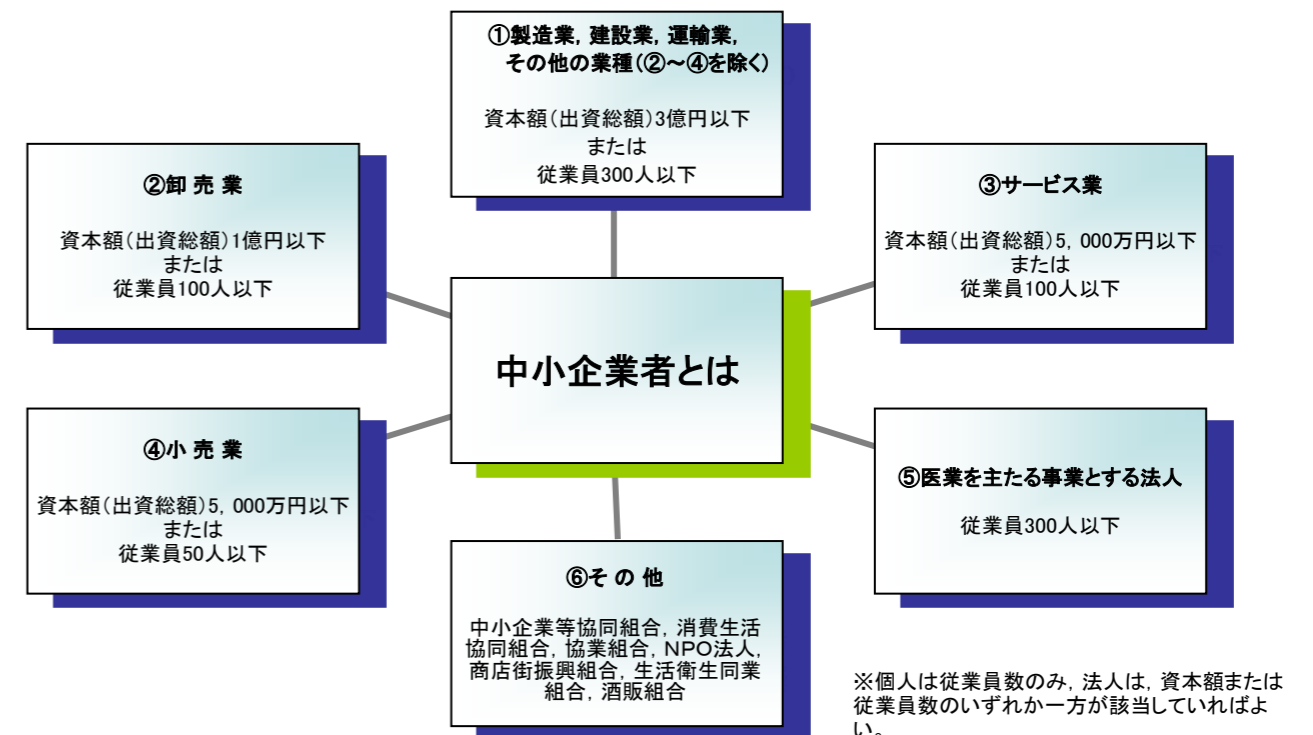 ①製造業，建設業，運輸業，
その他の業種（②～④を除く）
資本額（出資総額）3億円以下
または
従業員300人以下
②卸 売 業
資本額（出資総額）1億円以下
または
従業員100人以下
③サービス業
資本額（出資総額）5，000万円以下
または
従業員100人以下
中小企業者とは
④小 売 業
資本額（出資総額）5，000万円以下
または
従業員50人以下
⑤医業を主たる事業とする法人
従業員300人以下
⑥そ の 他
中小企業等協同組合，消費生活
協同組合，協業組合，NPO法人，
商店街振興組合，生活衛生同業
組合，酒販組合
※個人は従業員数のみ，法人は，資本額または
従業員数のいずれか一方が該当していればよ
い。